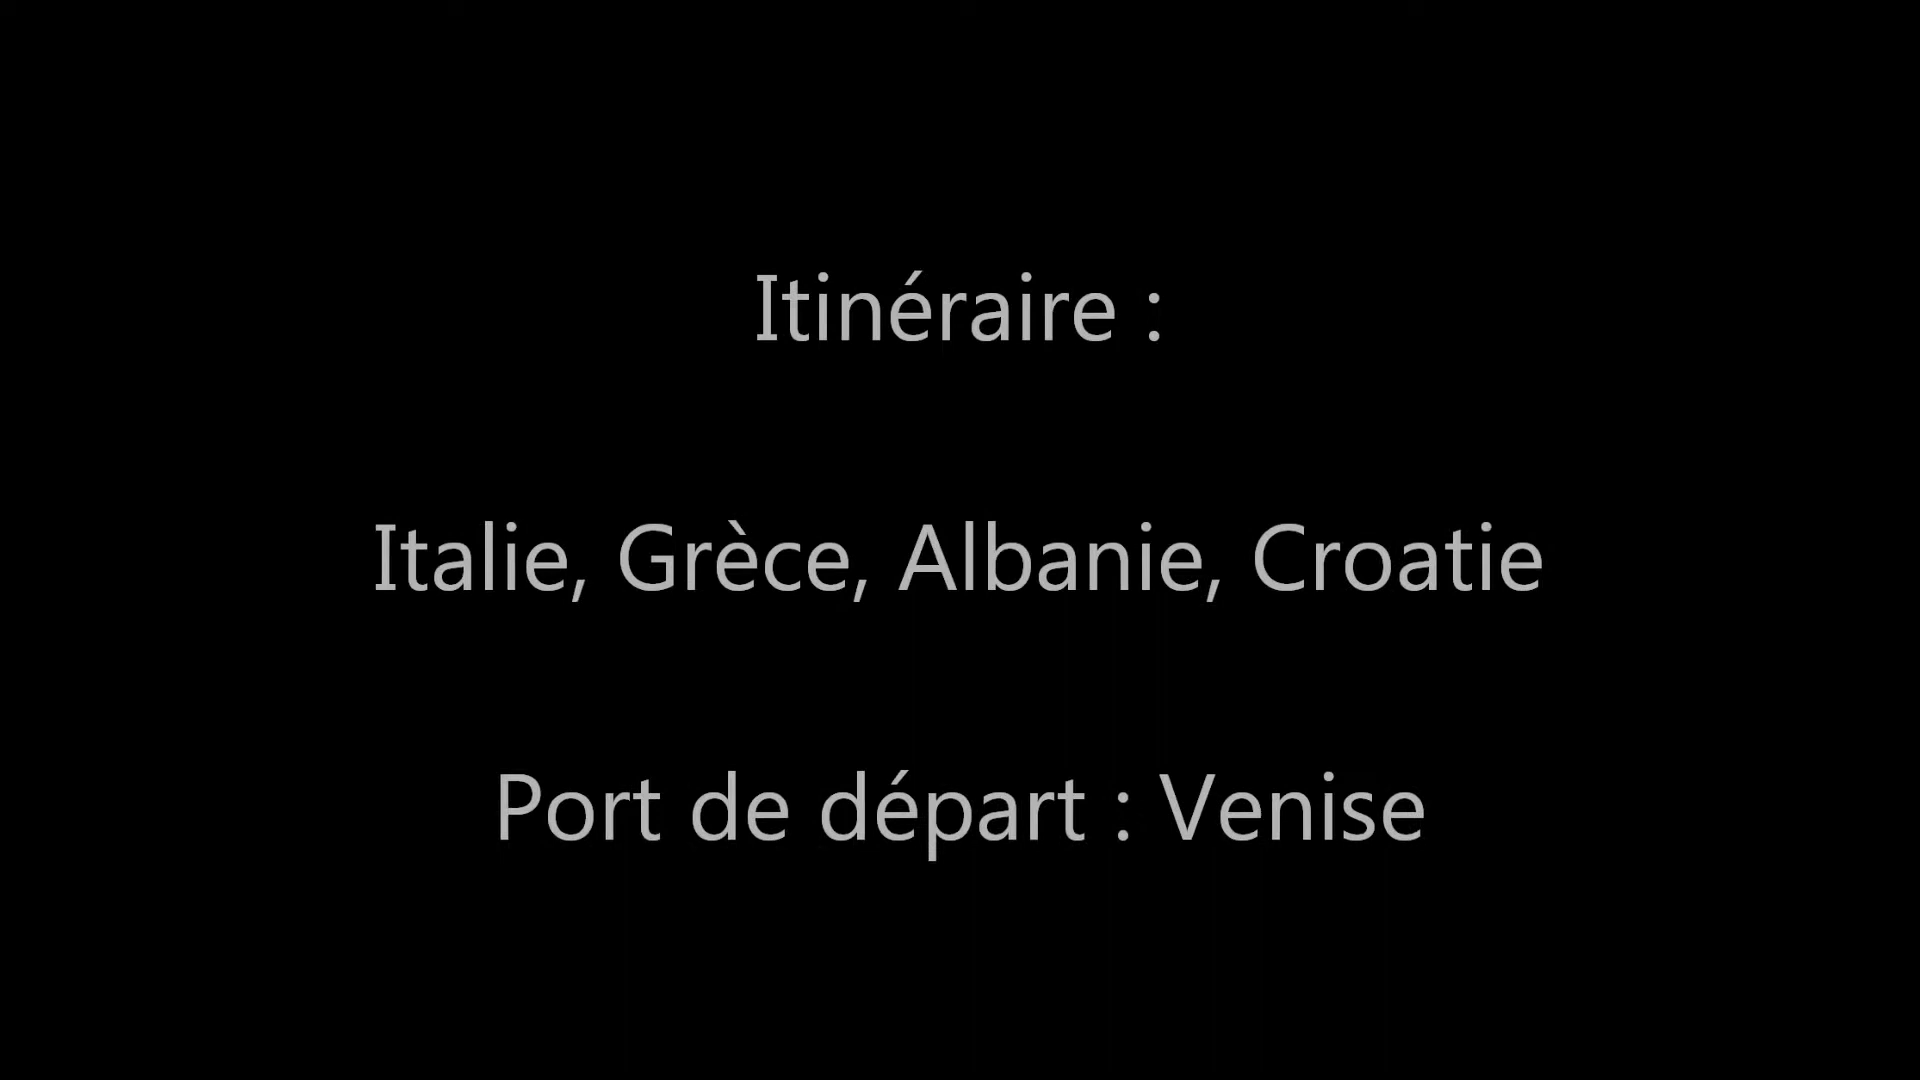 Itinéraire :
Italie, Grèce, Albanie, Croatie
Port de départ : Venise